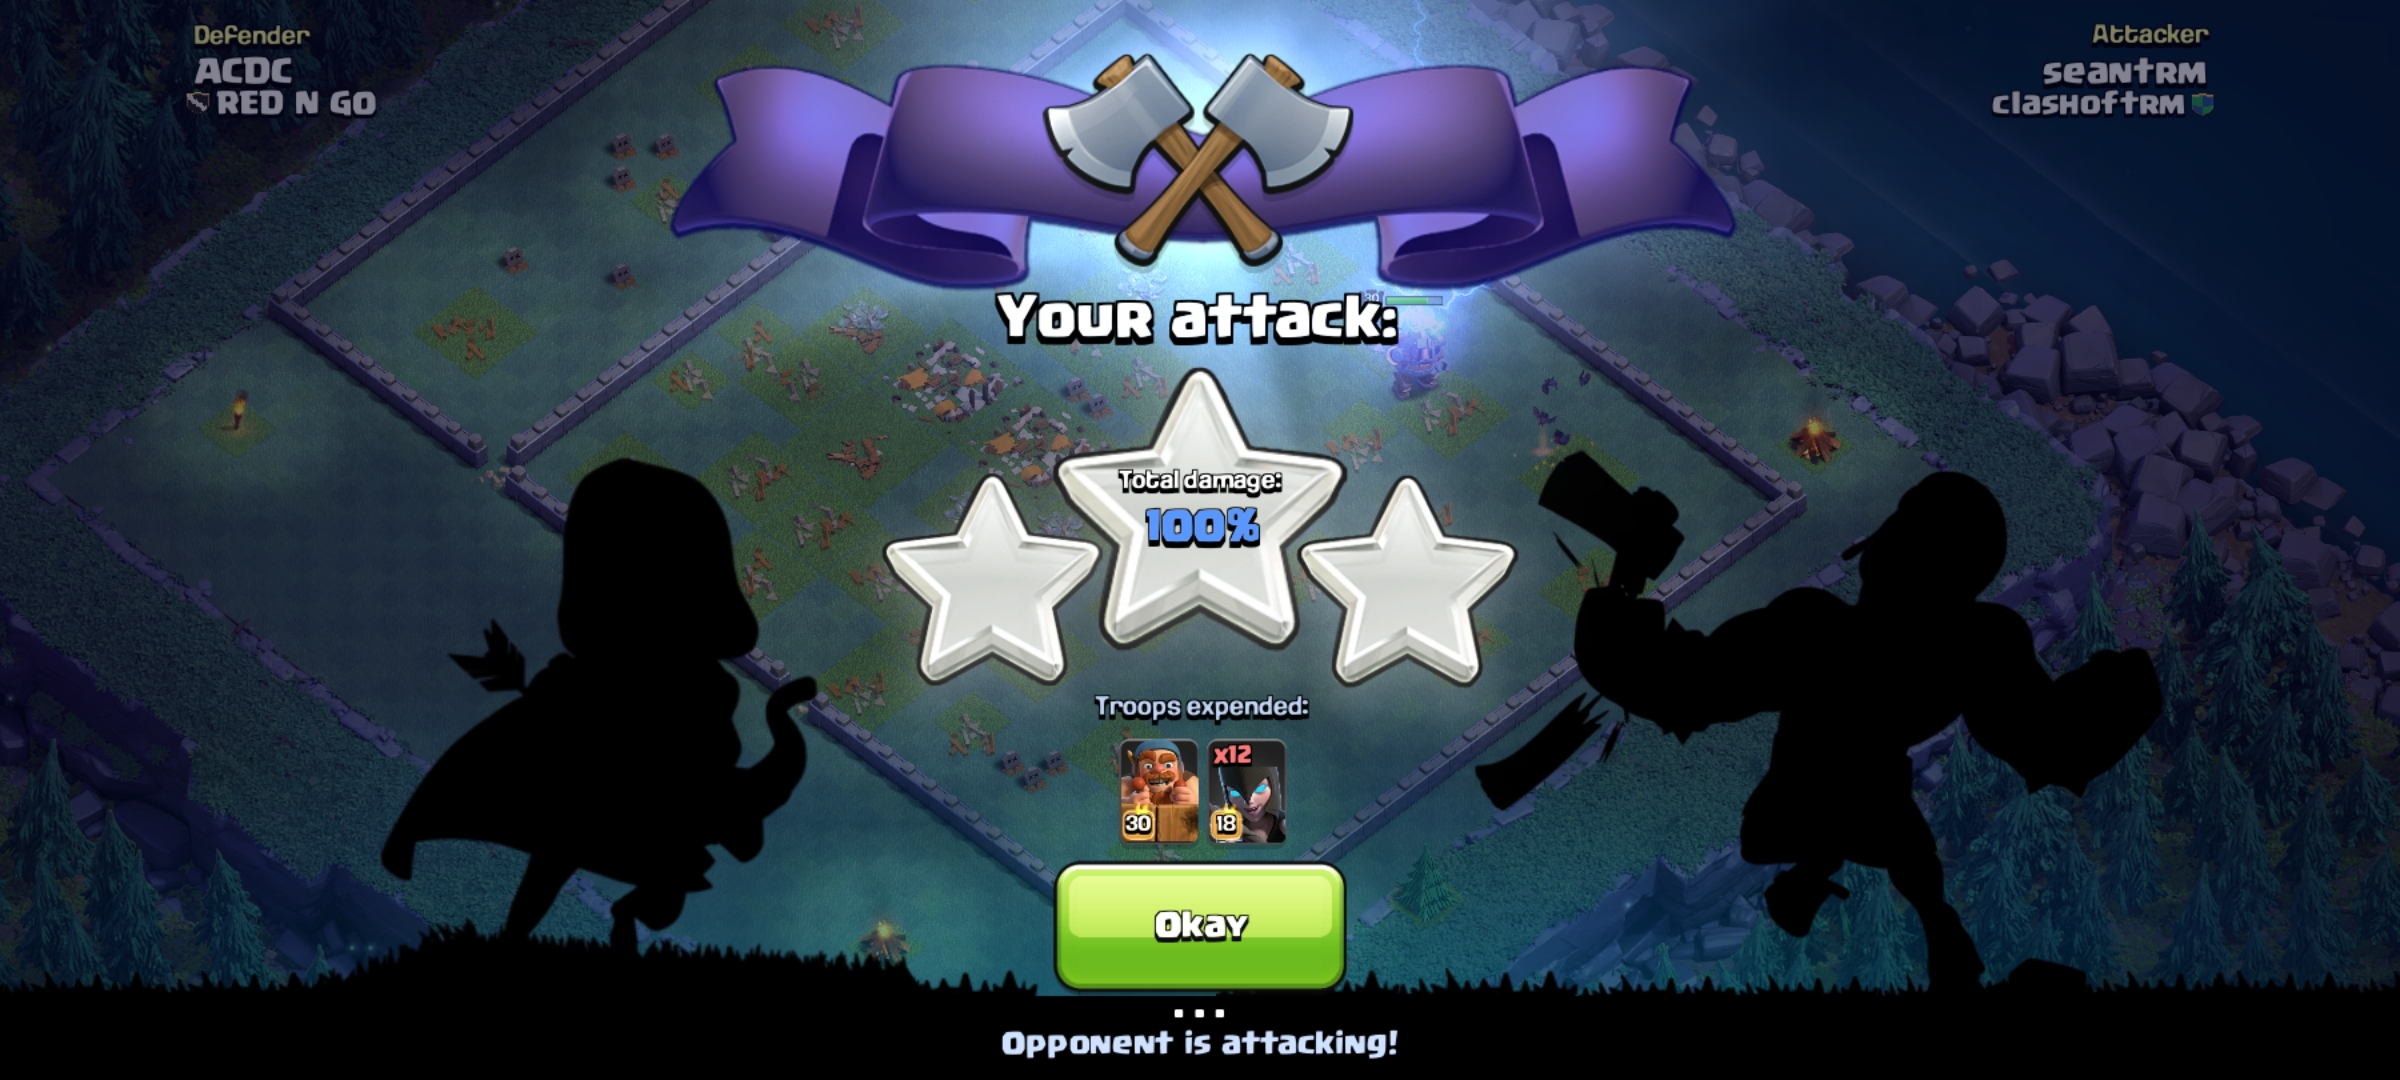 Defender
ACDC
RED N GO
Attacker
seantRM
clashoftRM
Your attack:
30
Total damage:
100%
Troops expended:
x12
30
18
Okay
...
Opponent is attacking!